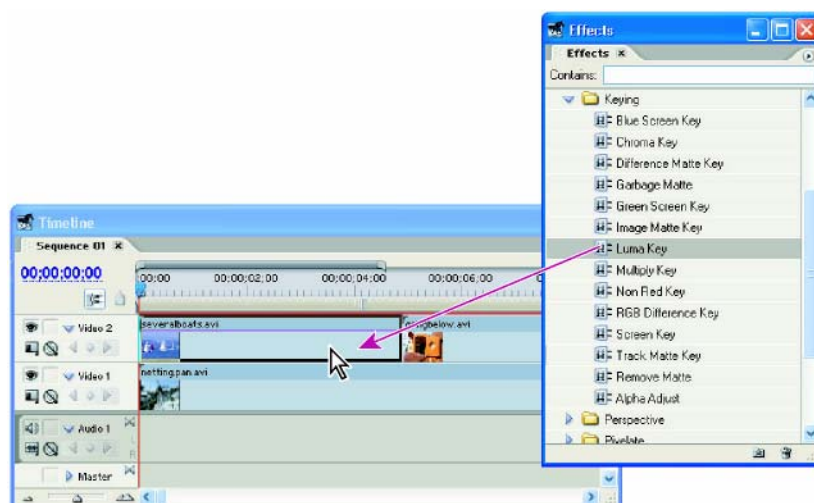 Effects
Effects ×
Contains:
Keying
Blue Screen Key
Chroma Key
Difference Matte Key
Garbage Matte
Green Screen Key
Image Matte Key
Luma Key
Multiply Key
Non Red Key
RGB Difference Key
Screen Key
Track Matte Key
Remove Matte
Alpha Adjust
Perspective
Pixelate
Timeline
Sequence 01 ×
00;00;00;00
00;00 00;00;02;00 00;00;04;00 00;00;06;00
Video 2 severalboats.avi
Video 1 netting.pan.avi
Audio 1 L R
Master